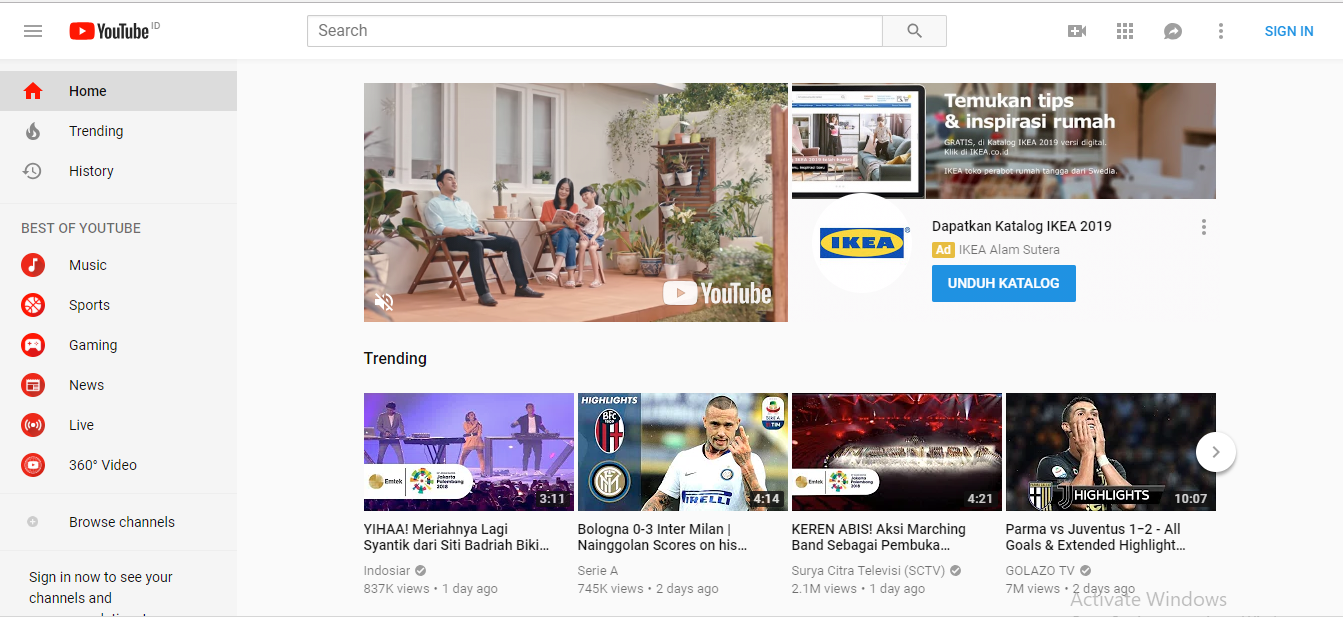 YouTube ID
Search
SIGN IN
Home
Trending
History
BEST OF YOUTUBE
Music
Sports
Gaming
News
Live
360° Video
Browse channels
Sign in now to see your
channels and
YouTube
Temukan tips
& inspirasi rumah
GRATIS, di Katalog IKEA 2019 versi digital.
Klik di IKEA.co.id
IKEA toko perabot rumah tangga dari Swedia.
IKEA®
Dapatkan Katalog IKEA 2019
Ad IKEA Alam Sutera
UNDUH KATALOG
Trending
Emtek
Jakarta
Palembang
2018
3:11
YIHAA! Meriahnya Lagi
Syantik dari Siti Badriah Biki...
Indosiar
837K views • 1 day ago
HIGHLIGHTS
BFC
1909
SERIE A
TIM
PIRELLI
4:14
Bologna 0-3 Inter Milan |
Nainggolan Scores on his...
Serie A
745K views • 2 days ago
Emtek
Jakarta
Palembang
2018
4:21
KEREN ABIS! Aksi Marching
Band Sebagai Pembuka...
Surya Citra Televisi (SCTV)
2.1M views • 1 day ago
HIGHLIGHTS
10:07
Parma vs Juventus 1-2 - All
Goals & Extended Highlight...
GOLAZO TV
7M views • 2 days ago
Activate Windows